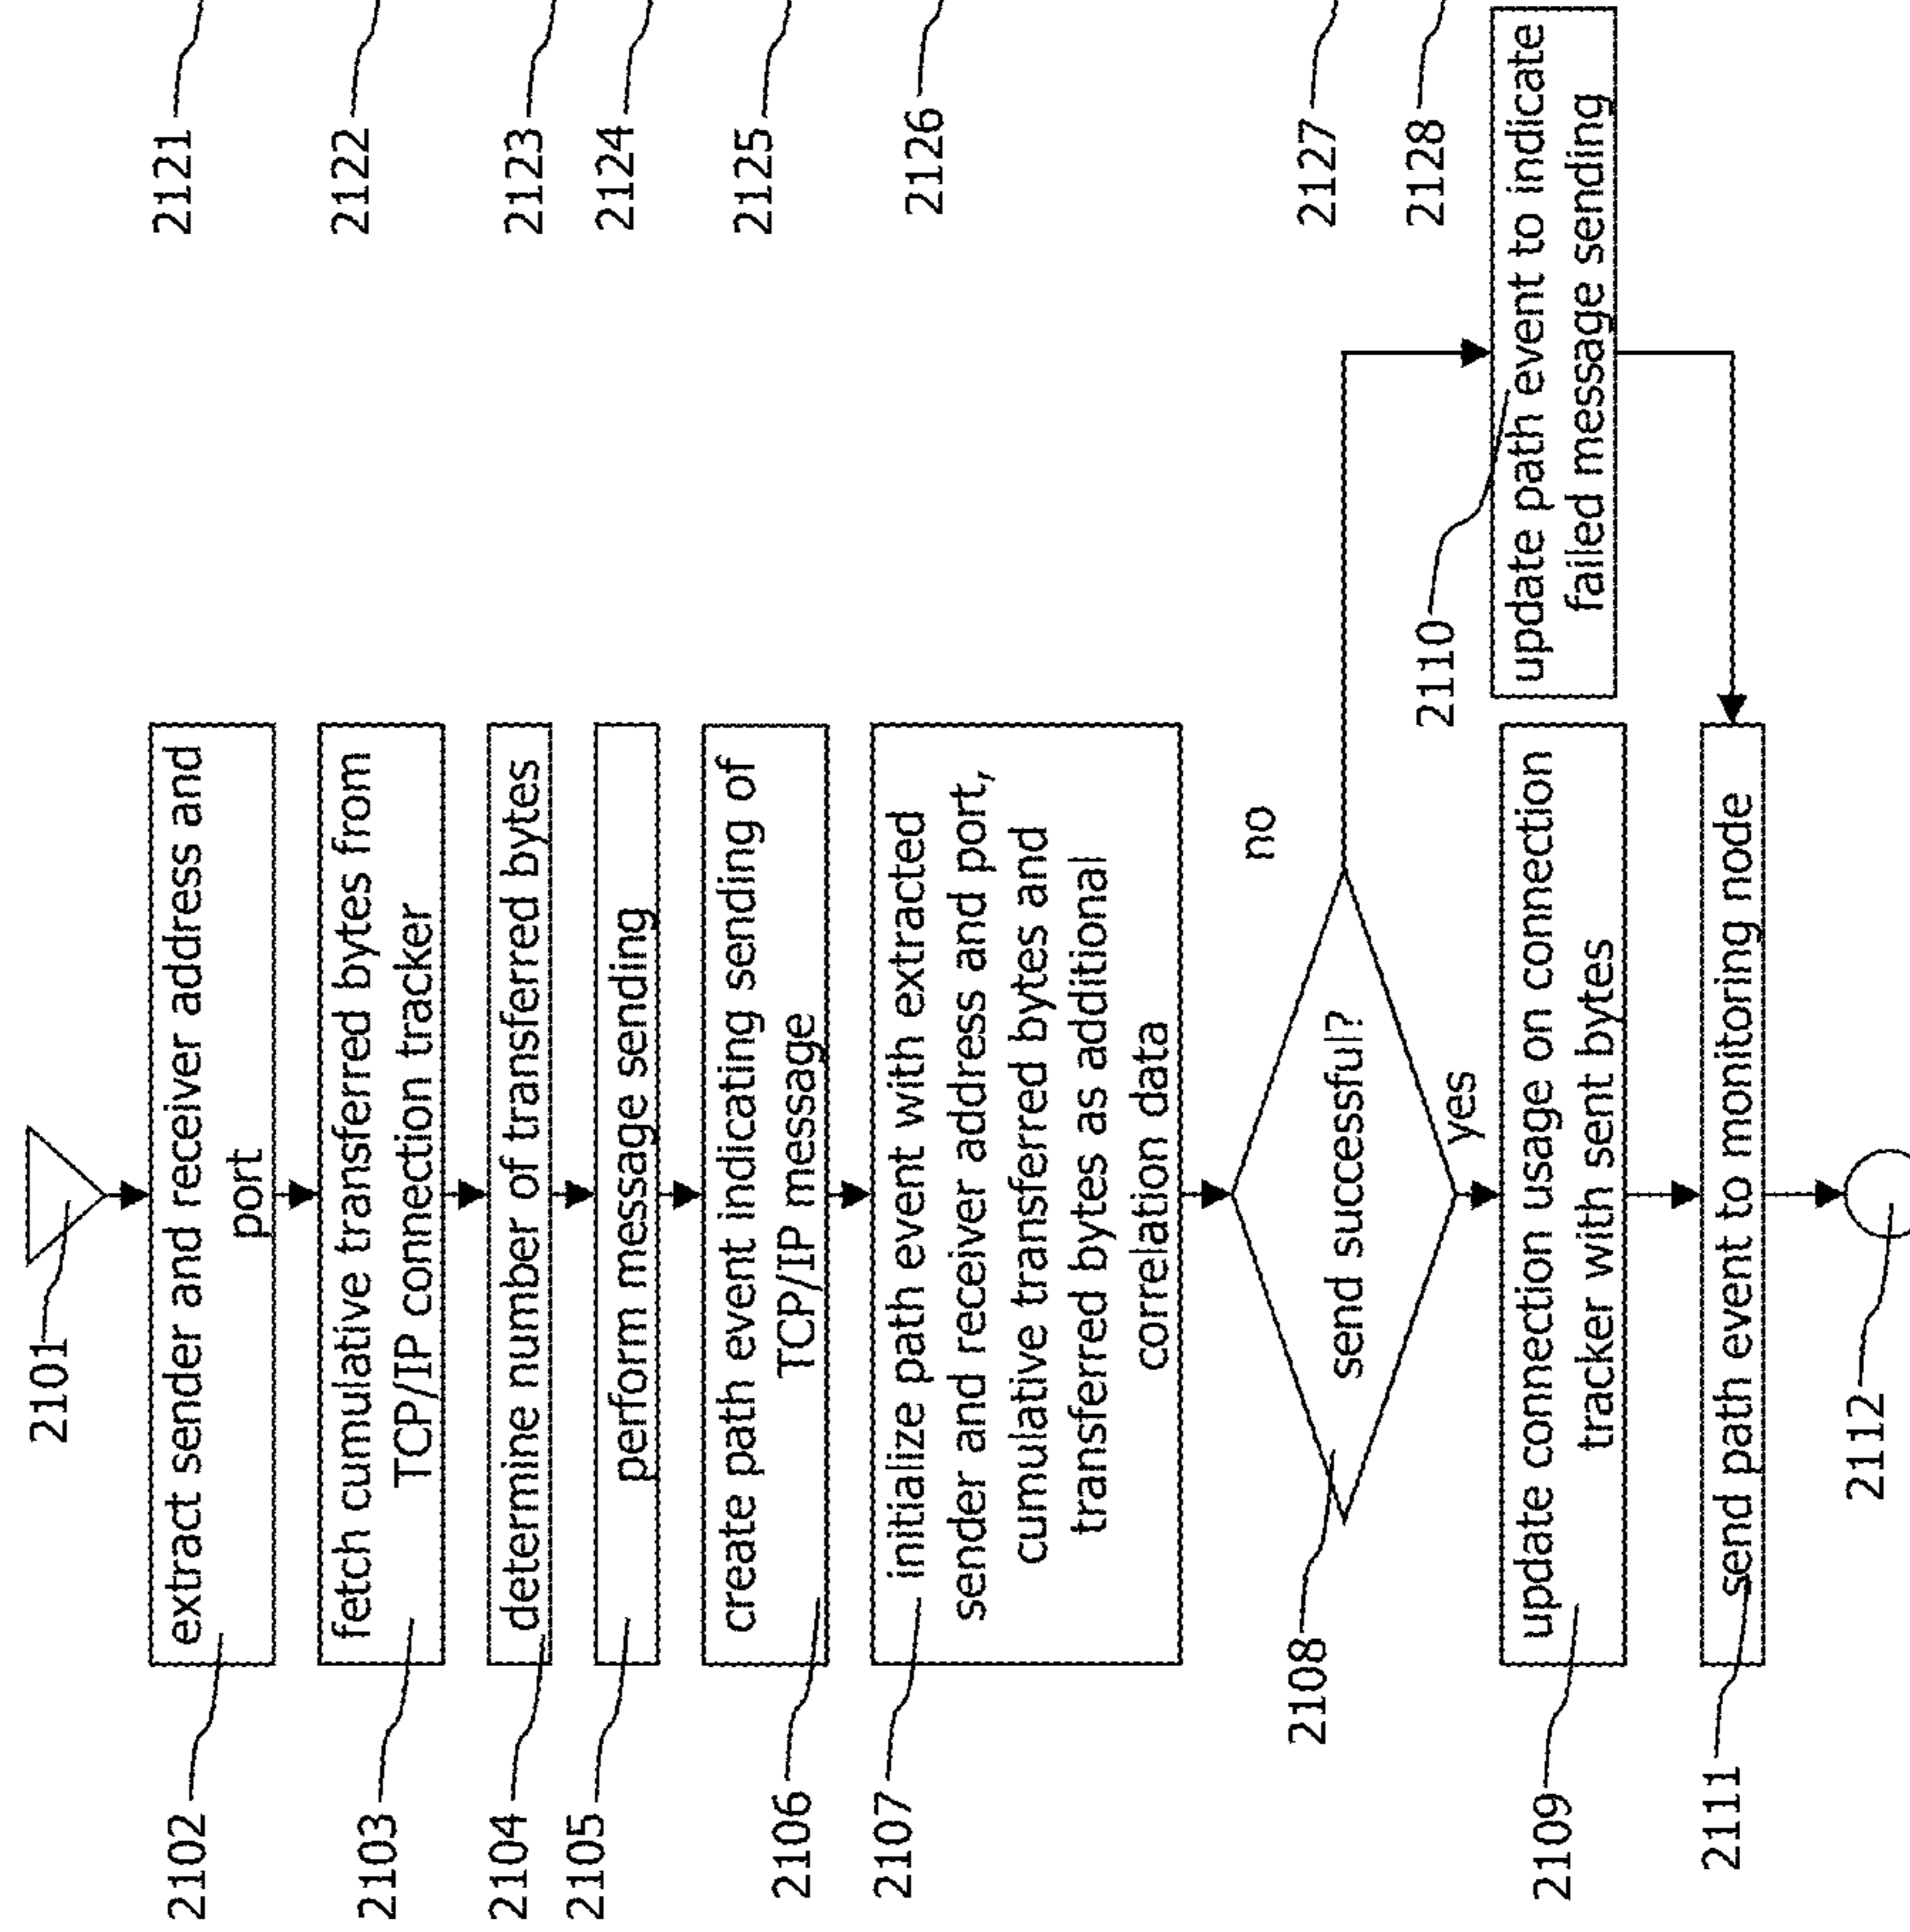 2101
2102
extract sender and receiver address and
port
2103
fetch cumulative transferred bytes from
TCP/IP connection tracker
2104
determine number of transferred bytes
2105
perform message sending
2106
create path event indicating sending of
TCP/IP message
2107
initialize path event with extracted
sender and receiver address and port,
cumulative transferred bytes and
transferred bytes as additional
correlation data
2108
send successful?
no
yes
2109
update connection usage on connection
tracker with sent bytes
2110
update path event to indicate
failed message sending
2111
send path event to monitoring node
2112
2121
2122
2123
2124
2125
2126
2127
2128